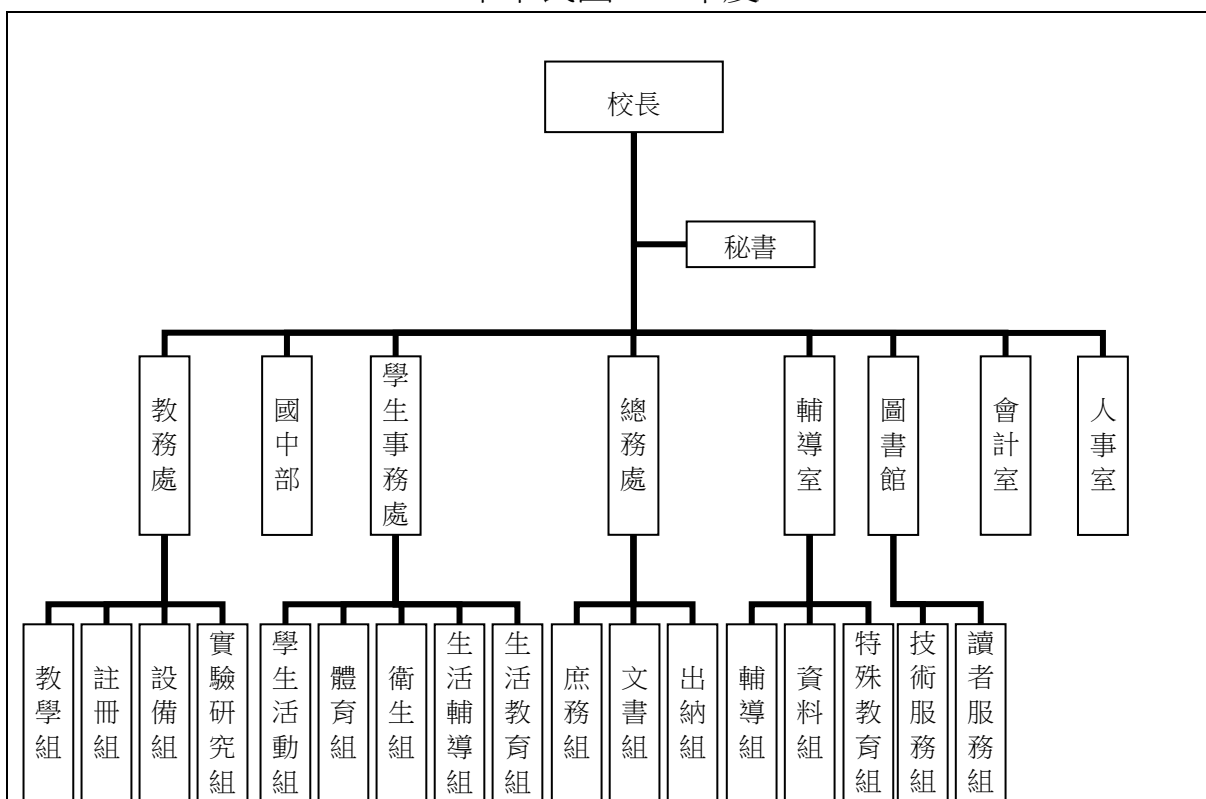 校長
秘書
教務處
國中部
學生事務處
總務處
輔導室
圖書館
會計室
人事室
教學組
註冊組
設備組
實驗研究組
學生活動組
體育組
衛生組
生活輔導組
生活教育組
庶務組
文書組
出納組
輔導組
資料組
特殊教育組
技術服務組
讀者服務組